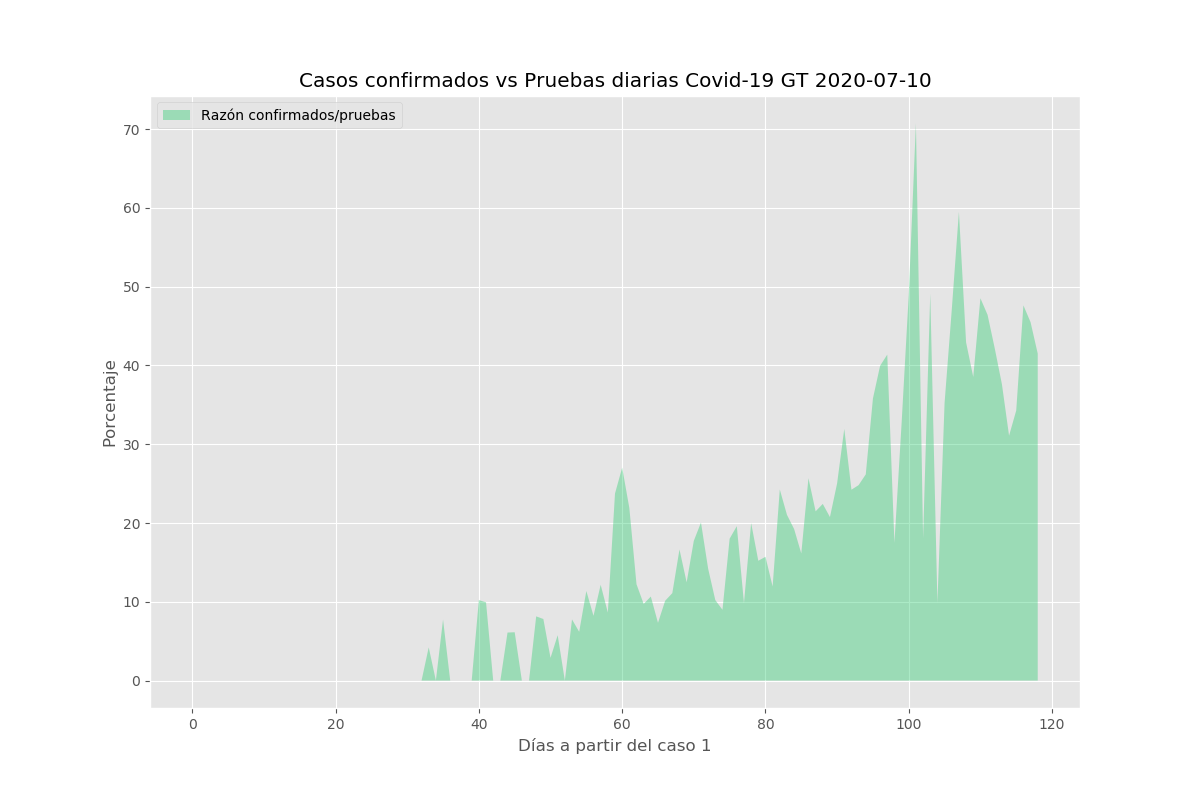 Casos confirmados vs Pruebas diarias Covid-19 GT 2020-07-10
Razón confirmados/pruebas
70
60
50
40
30
20
10
0
Porcentaje
0 20 40 60 80 100 120
Días a partir del caso 1